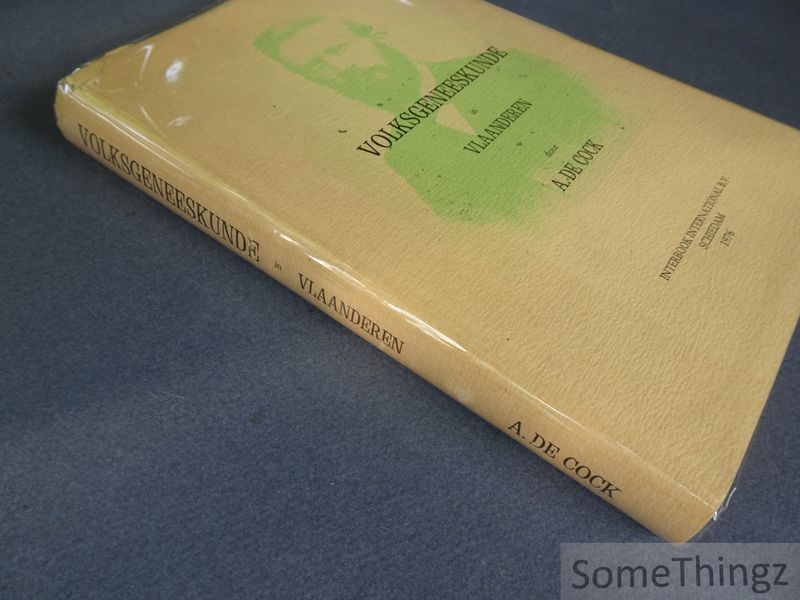 VOLKSGENEESKUNDE
in
VLAANDEREN
door
A. DE COCK
INTERBOOK INTERNATIONAL B.V.
SCHIEDAM
1976
VOLKSGENEESKUNDE in VLAANDEREN A. DE COCK
SomeThingz